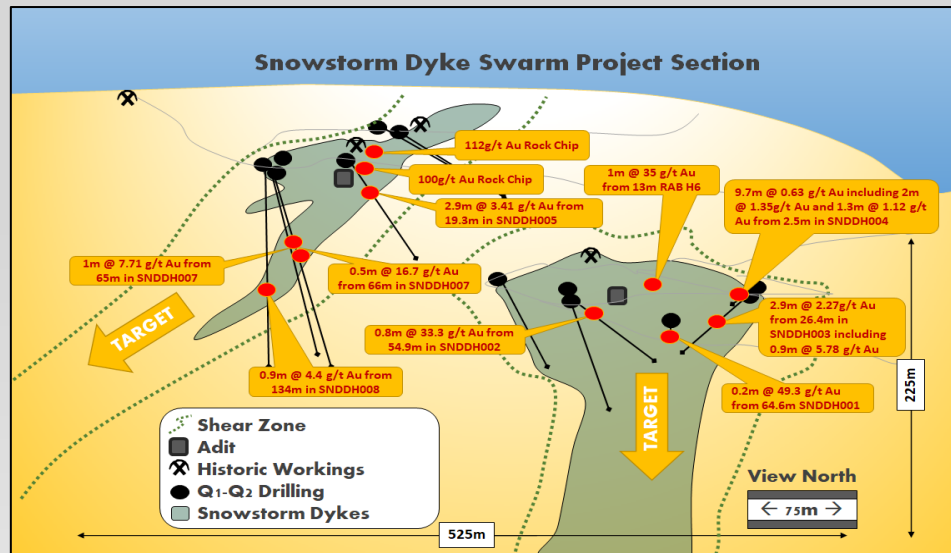 Snowstorm Dyke Swarm Project Section
112g/t Au Rock Chip
100g/t Au Rock Chip
2.9m @ 3.41 g/t Au from
19.3m in SNDDH005
1m @ 35 g/t Au
from 13m RAB H6
9.7m @ 0.63 g/t Au including 2m
@ 1.35g/t Au and 1.3m @ 1.12 g/t
Au from 2.5m in SNDDH004
1m @ 7.71 g/t Au from
65m in SNDDH007
0.5m @ 16.7 g/t Au
from 66m in SNDDH007
TARGET
0.8m @ 33.3 g/t Au from
54.9m in SNDDH002
2.9m @ 2.27g/t Au
from 26.4m in
SNDDH003 including
0.9m @ 5.78 g/t Au
0.9m @ 4.4 g/t Au from
134m in SNDDH008
0.2m @ 49.3 g/t Au
from 64.6m SNDDH001
TARGET
225m
Shear Zone
Adit
Historic Workings
Q1-Q2 Drilling
Snowstorm Dykes
View North
← 75m →
525m